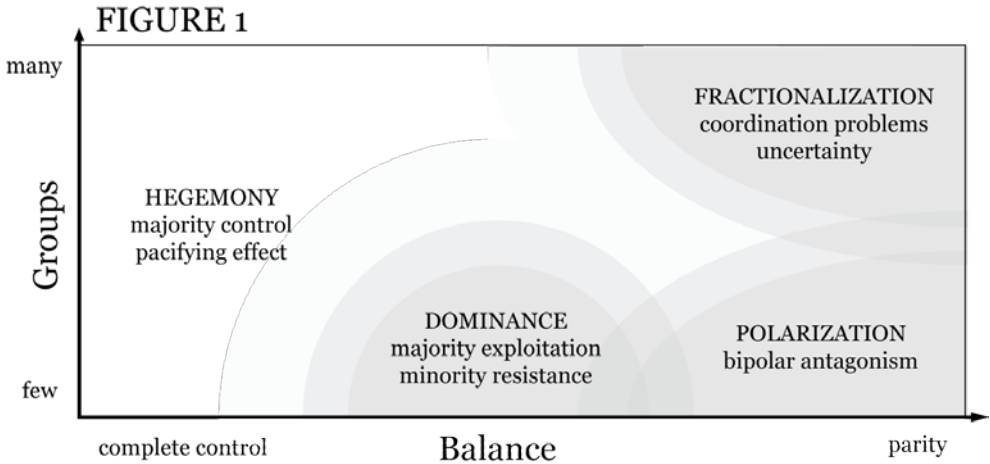 FIGURE 1
many
FRACTIONALIZATION
coordination problems
uncertainty
HEGEMONY
majority control
pacifying effect
Groups
DOMINANCE
majority exploitation
minority resistance
POLARIZATION
bipolar antagonism
few
complete control
Balance
parity